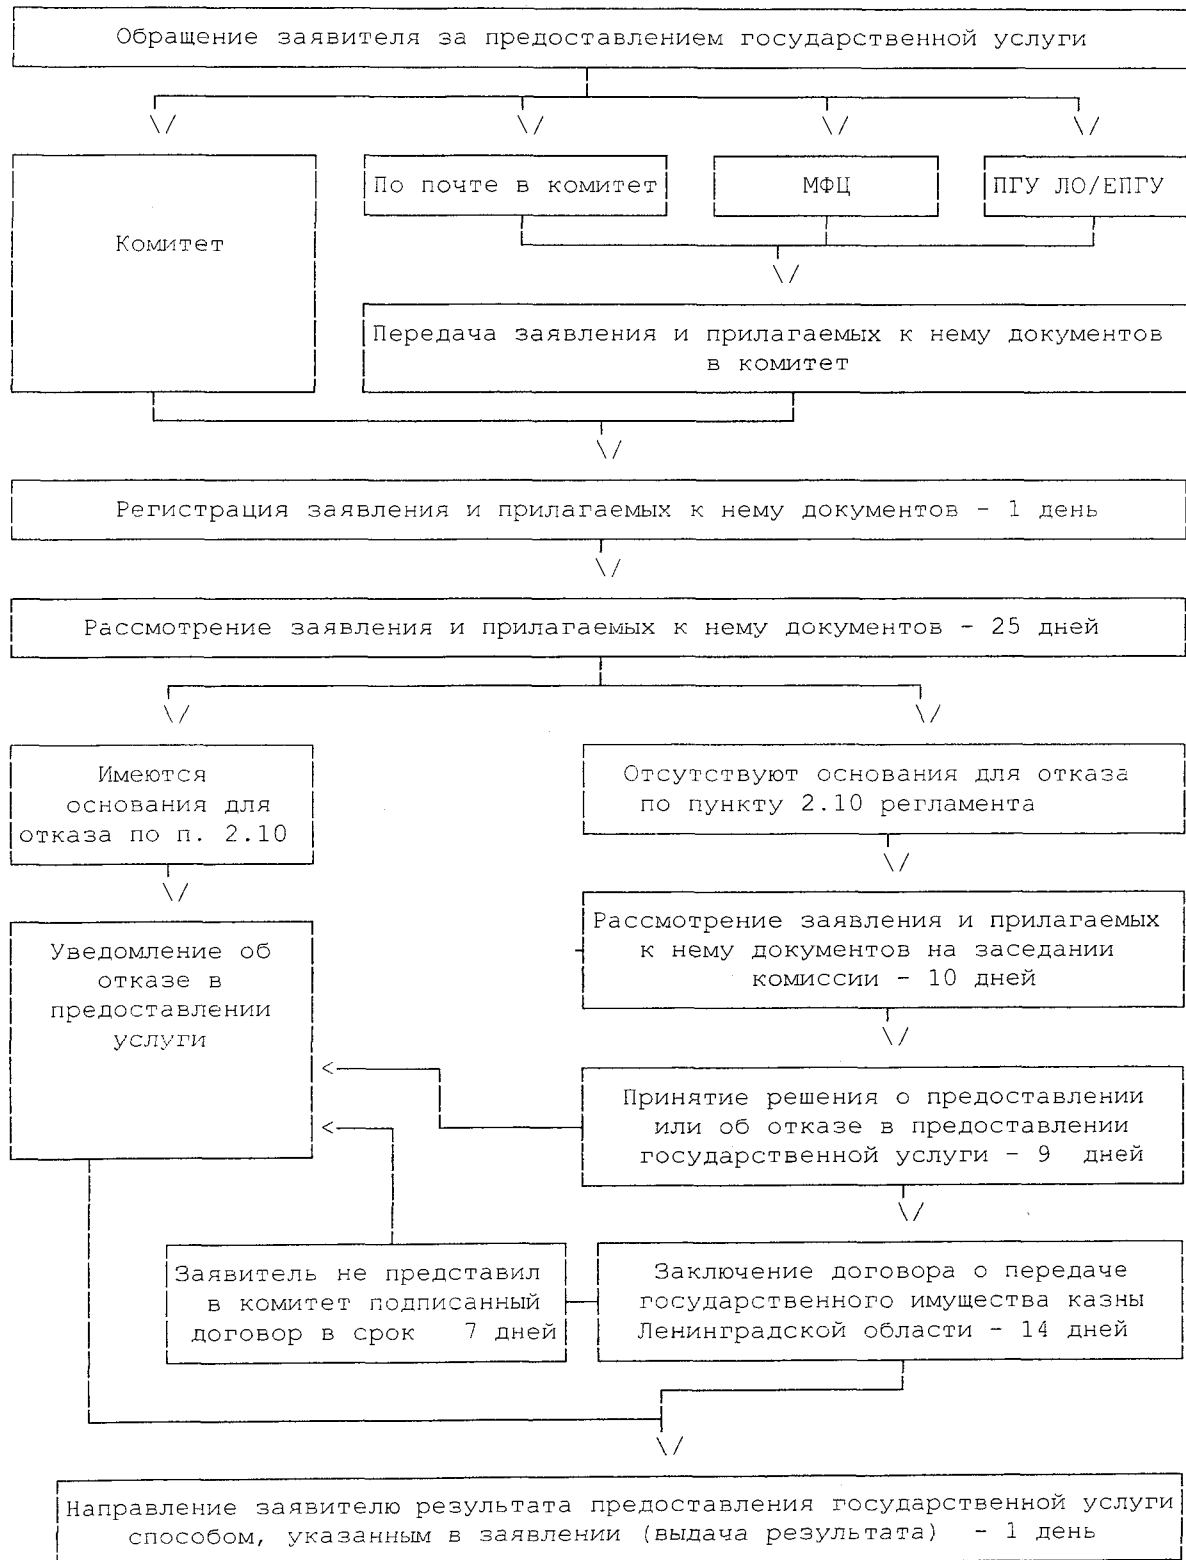 Обращение заявителя за предоставлением государственной услуги
Комитет
По почте в комитет
МФЦ
ПГУ ЛО/ЕПГУ
Передача заявления и прилагаемых к нему документов
в комитет
Регистрация заявления и прилагаемых к нему документов - 1 день
Рассмотрение заявления и прилагаемых к нему документов - 25 дней
Имеются
основания для
отказа по п. 2.10
Отсутствуют основания для отказа
по пункту 2.10 регламента
Уведомление об
отказе в
предоставлении
услуги
Рассмотрение заявления и прилагаемых
к нему документов на заседании
комиссии - 10 дней
Принятие решения о предоставлении
или об отказе в предоставлении
государственной услуги - 9 дней
Заявитель не представил
в комитет подписанный
договор в срок 7 дней
Заключение договора о передаче
государственного имущества казны
Ленинградской области - 14 дней
Направление заявителю результата предоставления государственной услуги
способом, указанным в заявлении (выдача результата) - 1 день